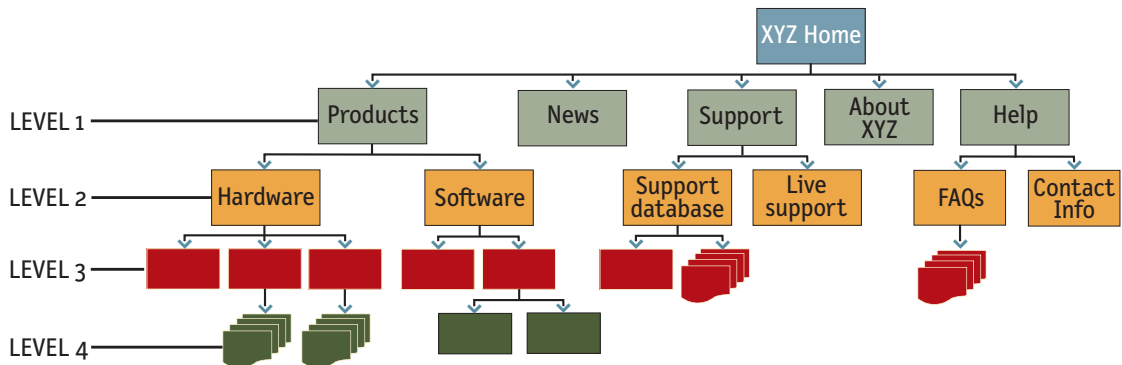 XYZ Home
LEVEL 1
Products
News
Support
About
XYZ
Help
LEVEL 2
Hardware
Software
Support
database
Live
support
FAQs
Contact
Info
LEVEL 3
LEVEL 4